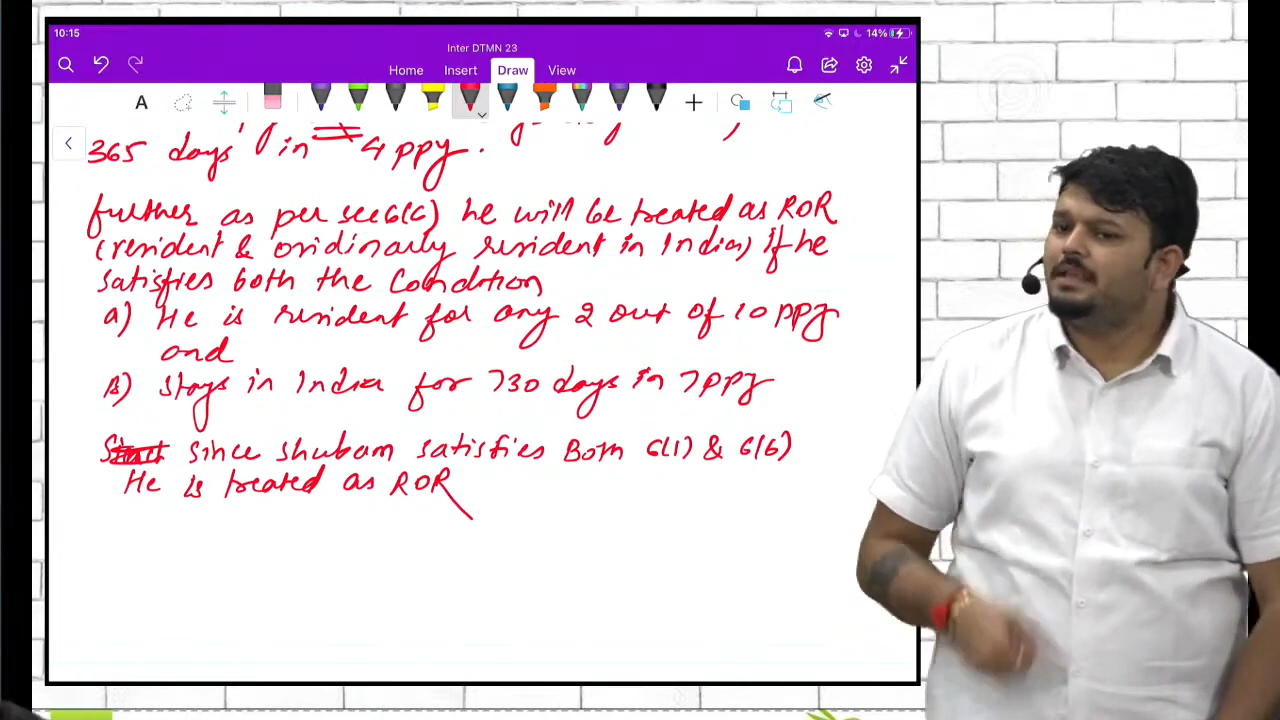 10:15
14%
Inter DTMN 23
Home Insert Draw View
A
365 days in 4 ppy.
further as per sec 6(6) he will be treated as ROR
(resident & oridinarily resident in India) if he
satisfies both the Condition
a) He is resident for any 2 out of 10 ppy
and
B) stays in India for 730 days in 7 ppy
since shubam satisfies Both 6(1) & 6(6)
He is treated as ROR